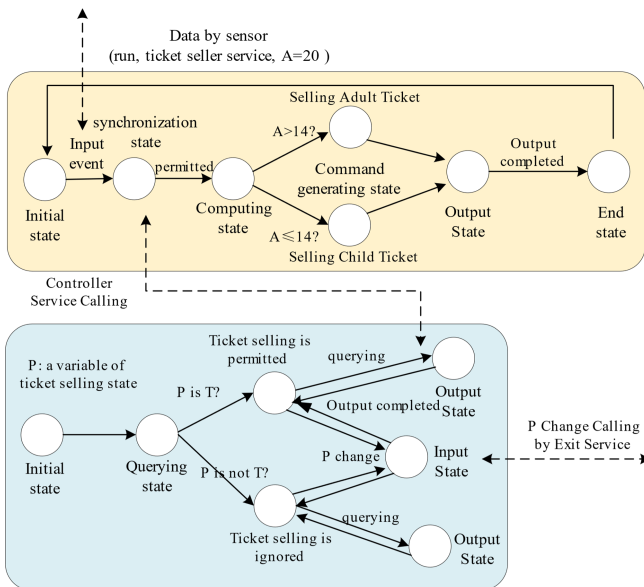 Data by sensor
(run, ticket seller service, A=20 )
Selling Adult Ticket
synchronization
state
Input
event
A>14?
Output
completed
permitted
Command
generating state
Initial
state
Computing
state
Output
State
End
state
A≤14?
Selling Child Ticket
Controller
Service Calling
Ticket selling is
permitted
querying
P: a variable of
ticket selling state
P is T?
Output
State
Output completed
P Change Calling
by Exit Service
Initial
state
Querying
state
P change
Input
State
P is not T?
querying
Ticket selling is
ignored
Output
State